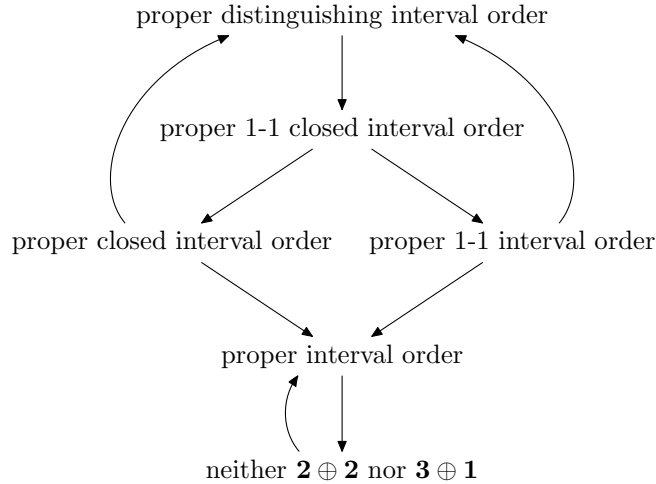 proper distinguishing interval order
proper 1-1 closed interval order
proper closed interval order
proper 1-1 interval order
proper interval order
neither 2 ⊕ 2 nor 3 ⊕ 1